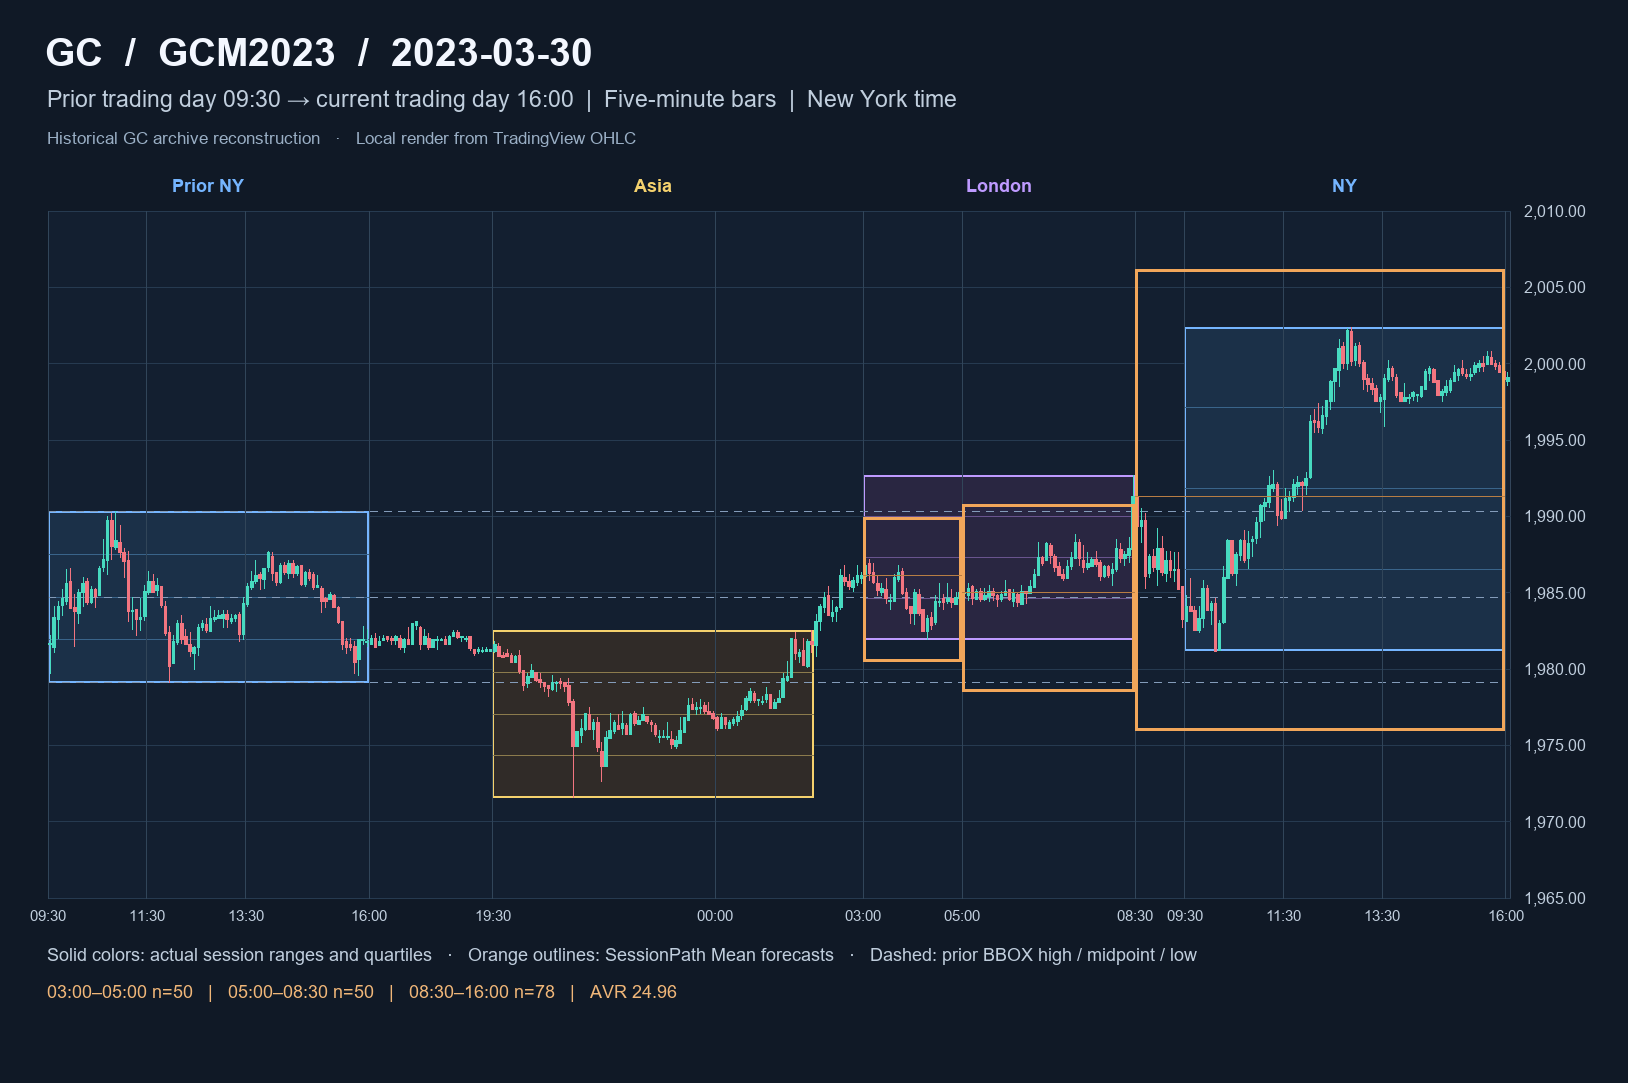 GC / GCM2023 / 2023-03-30
Prior trading day 09:30 → current trading day 16:00 | Five-minute bars | New York time
Historical GC archive reconstruction · Local render from TradingView OHLC
Prior NY Asia London NY
2,010.00
2,005.00
2,000.00
1,995.00
1,990.00
1,985.00
1,980.00
1,975.00
1,970.00
1,965.00
09:30 11:30 13:30 16:00 19:30 00:00 03:00 05:00 08:30 09:30 11:30 13:30 16:00
Solid colors: actual session ranges and quartiles · Orange outlines: SessionPath Mean forecasts · Dashed: prior BBOX high / midpoint / low
03:00–05:00 n=50 | 05:00–08:30 n=50 | 08:30–16:00 n=78 | AVR 24.96